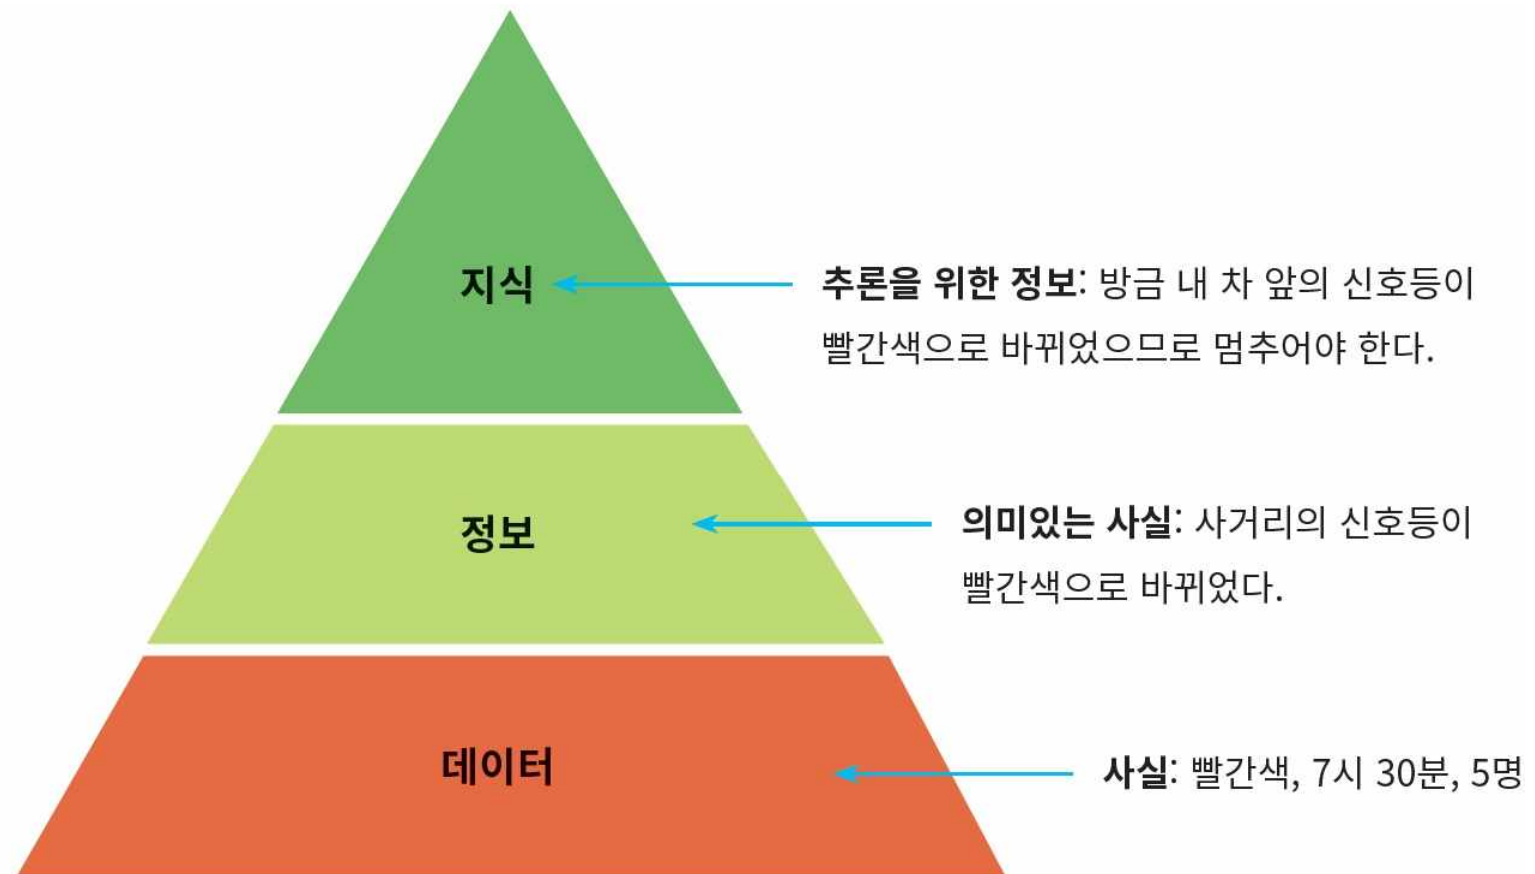 지식
추론을 위한 정보: 방금 내 차 앞의 신호등이
빨간색으로 바뀌었으므로 멈추어야 한다.
정보
의미있는 사실: 사거리의 신호등이
빨간색으로 바뀌었다.
데이터
사실: 빨간색, 7시 30분, 5명